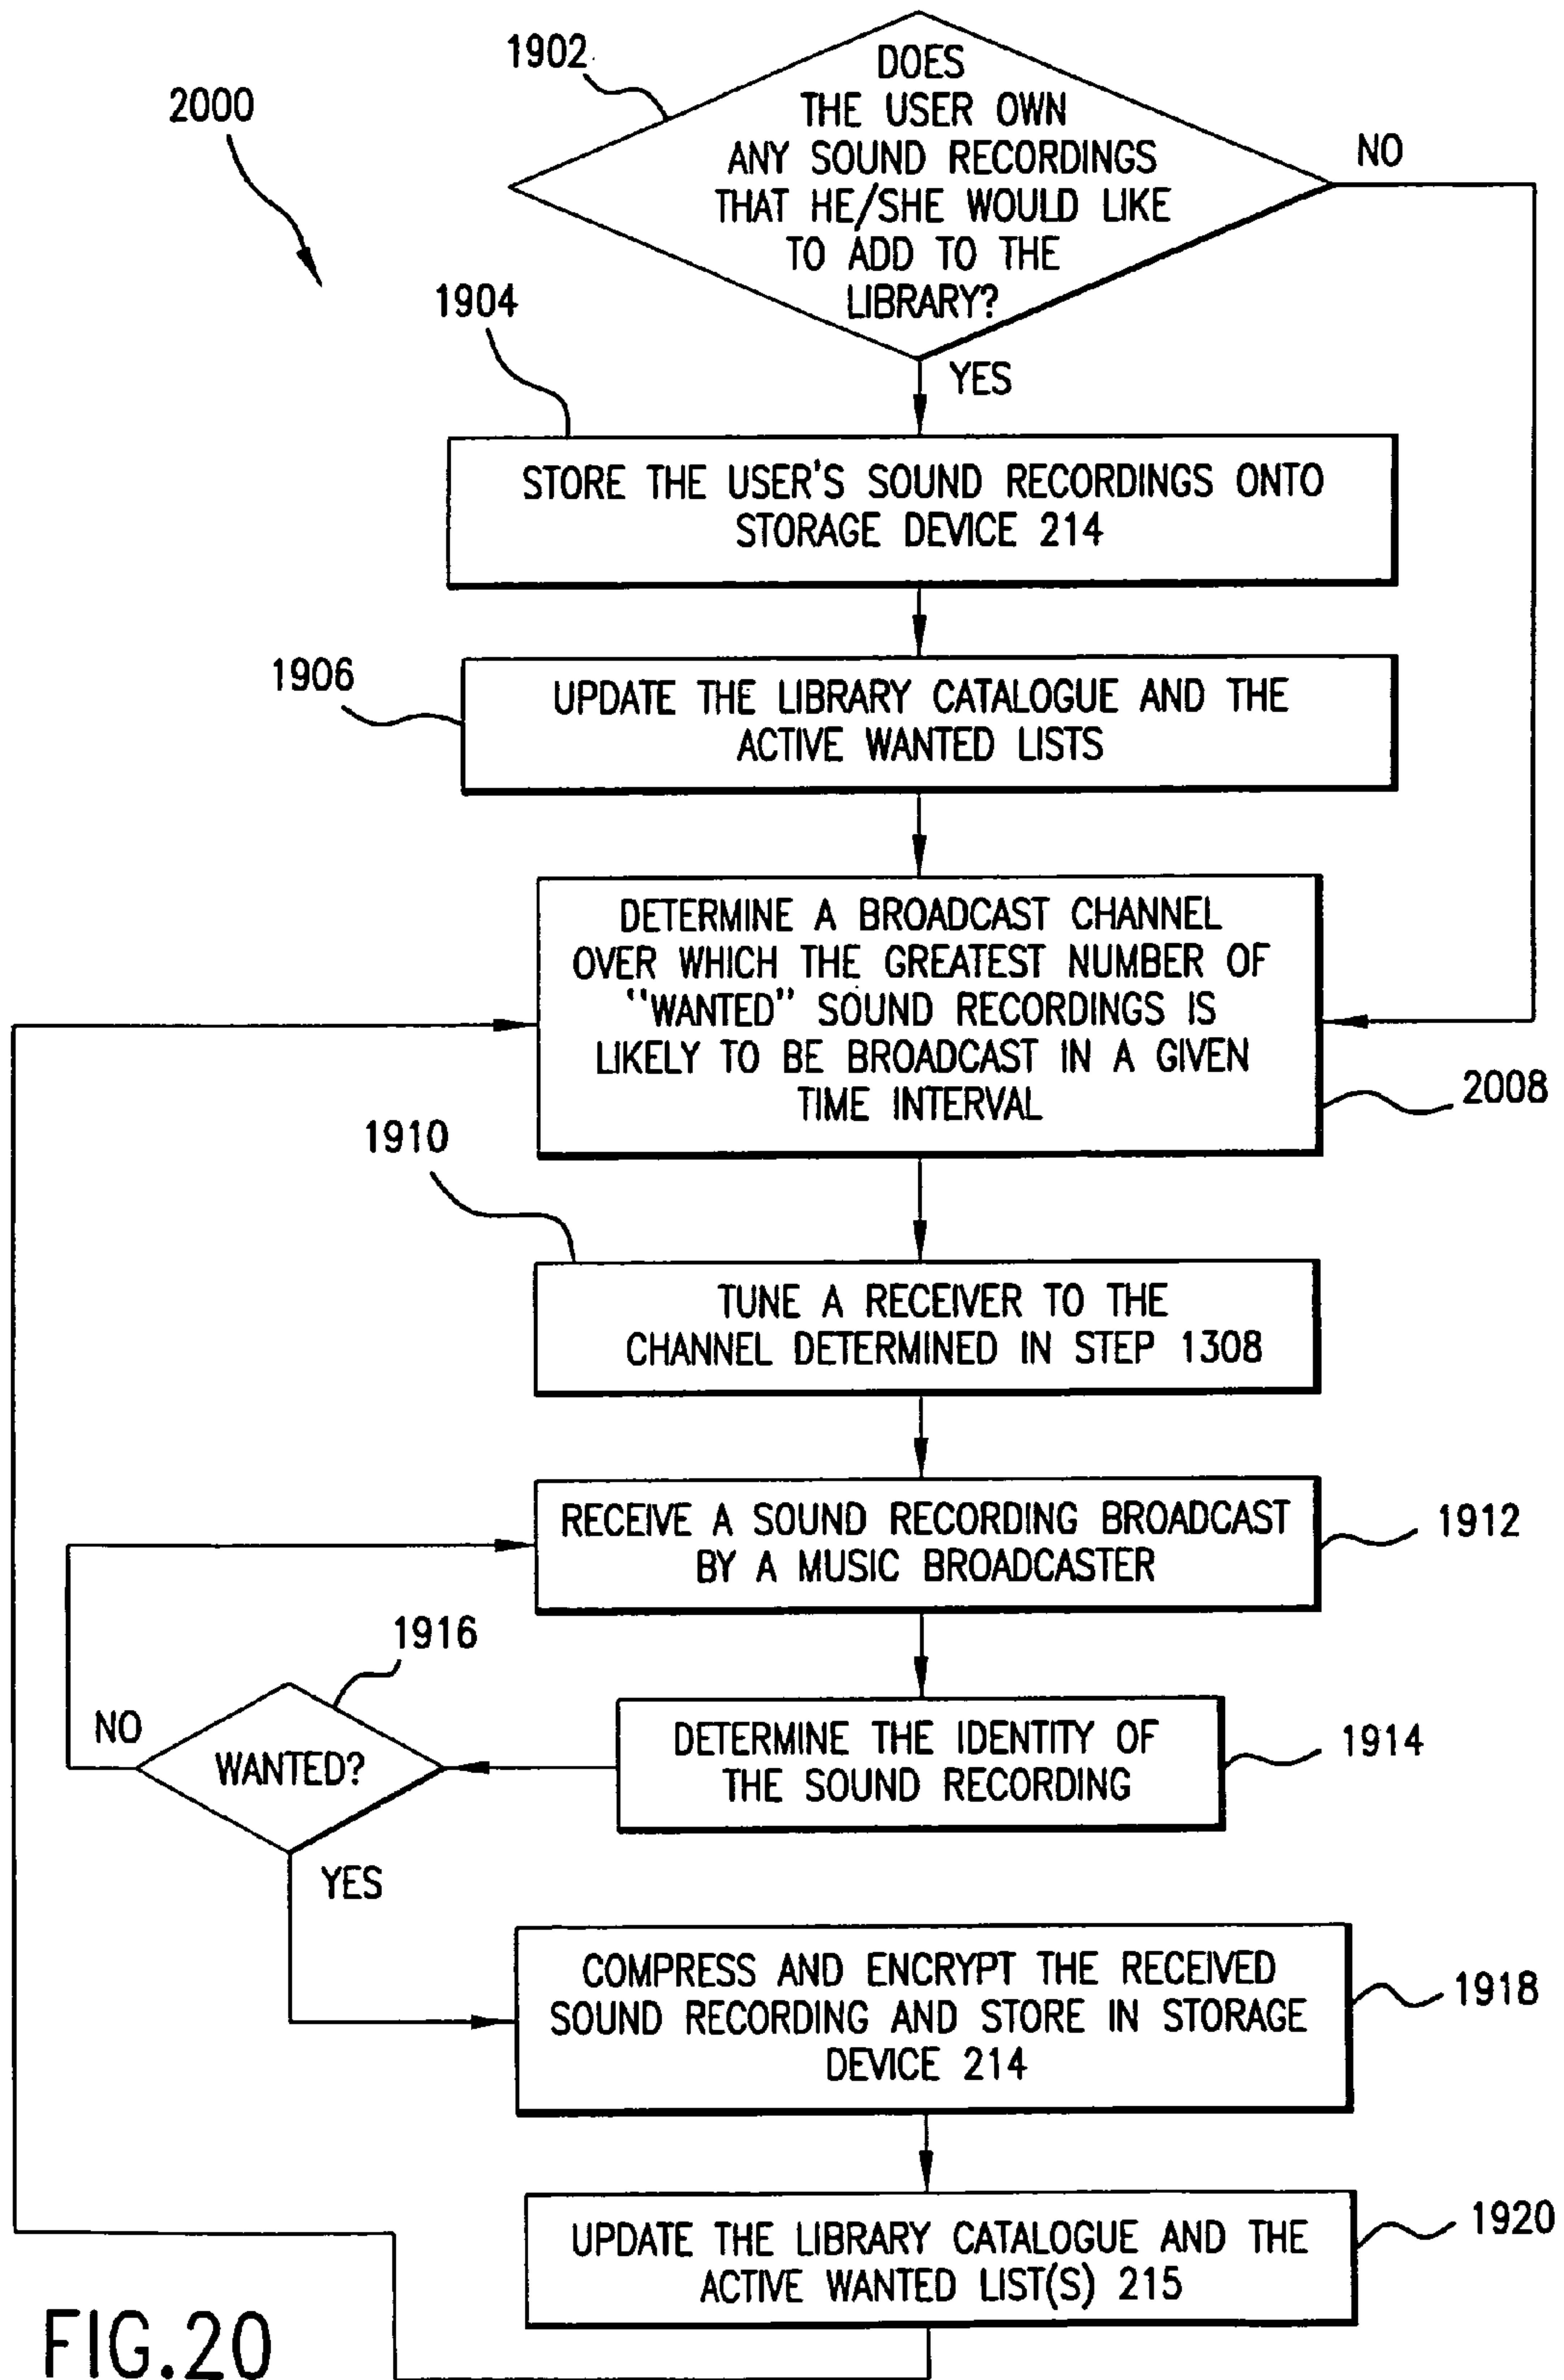 1902
DOES
THE USER OWN
ANY SOUND RECORDINGS
THAT HE/SHE WOULD LIKE
TO ADD TO THE
LIBRARY?
NO
2000
YES
1904
STORE THE USER'S SOUND RECORDINGS ONTO
STORAGE DEVICE 214
1906
UPDATE THE LIBRARY CATALOGUE AND THE
ACTIVE WANTED LISTS
DETERMINE A BROADCAST CHANNEL
OVER WHICH THE GREATEST NUMBER OF
"WANTED" SOUND RECORDINGS IS
LIKELY TO BE BROADCAST IN A GIVEN
TIME INTERVAL
2008
1910
TUNE A RECEIVER TO THE
CHANNEL DETERMINED IN STEP 1308
RECEIVE A SOUND RECORDING BROADCAST
BY A MUSIC BROADCASTER
1912
DETERMINE THE IDENTITY OF
THE SOUND RECORDING
1914
1916
WANTED?
NO
YES
COMPRESS AND ENCRYPT THE RECEIVED
SOUND RECORDING AND STORE IN STORAGE
DEVICE 214
1918
UPDATE THE LIBRARY CATALOGUE AND THE
ACTIVE WANTED LIST(S) 215
1920
FIG.20